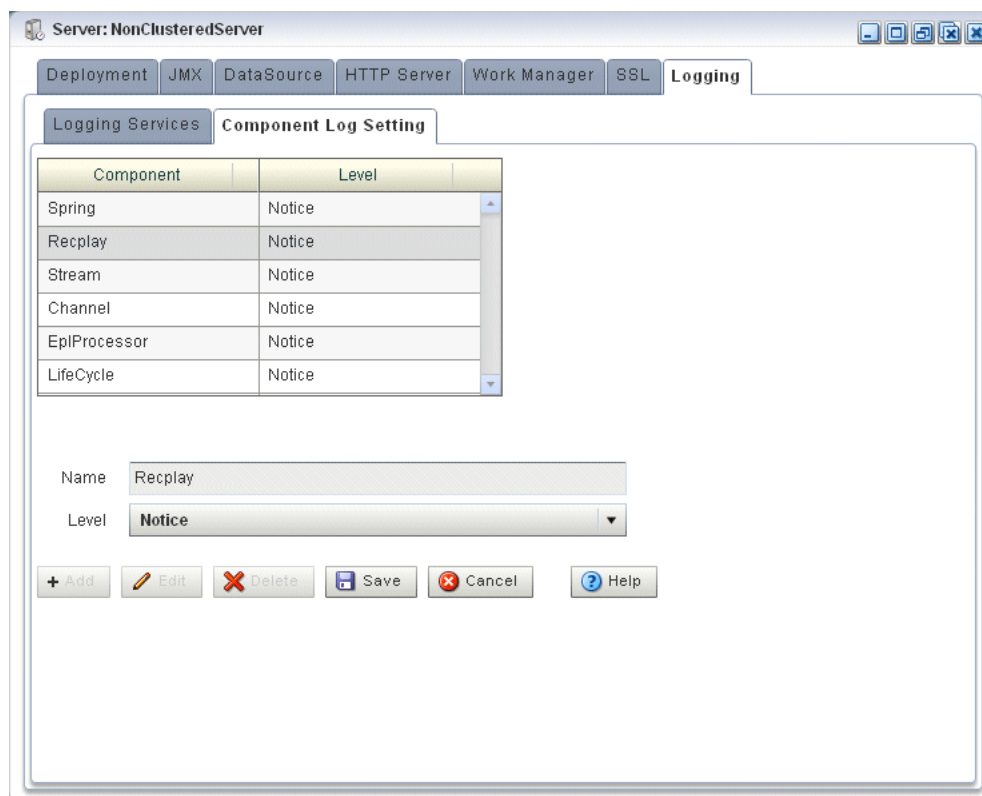 Server: NonClusteredServer
Deployment JMX DataSource HTTP Server Work Manager SSL Logging
Logging Services Component Log Setting
Component Level
Spring Notice
Recplay Notice
Stream Notice
Channel Notice
EplProcessor Notice
LifeCycle Notice
Name Recplay
Level Notice
Add Edit Delete Save Cancel Help